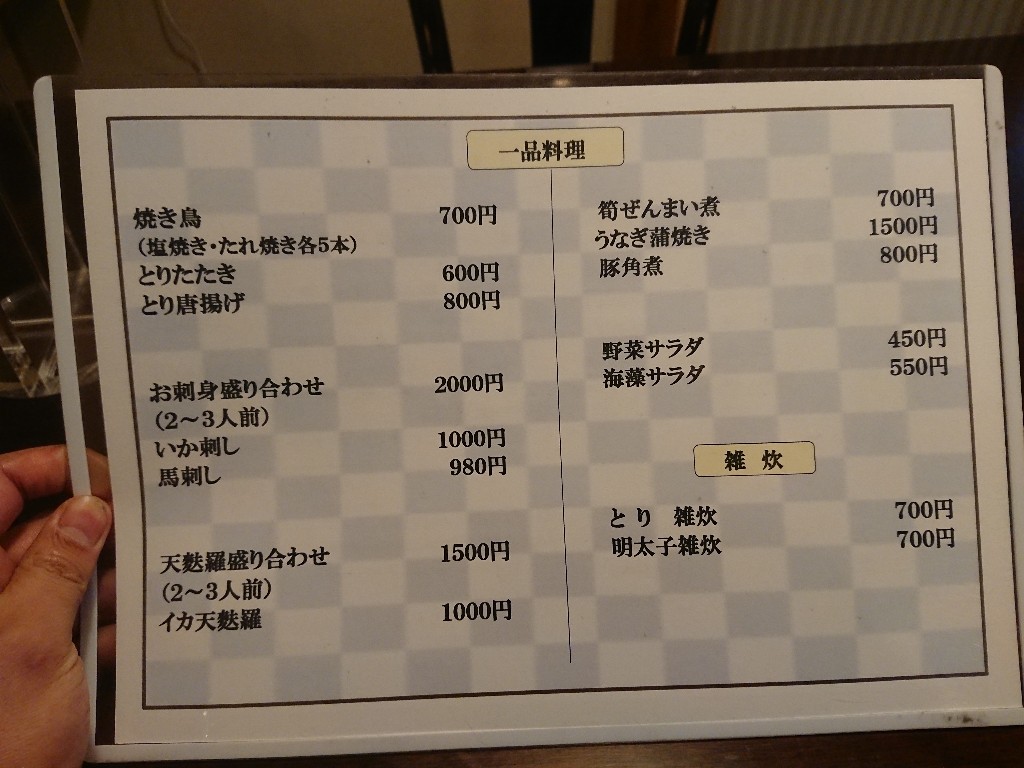 一品料理
焼き鳥 700円
（塩焼き・たれ焼き各5本）
とりたたき 600円
とり唐揚げ 800円
お刺身盛り合わせ 2000円
（2～3人前）
いか刺し 1000円
馬刺し 980円
天麩羅盛り合わせ 1500円
（2～3人前）
イカ天麩羅 1000円
筍ぜんまい煮 700円
うなぎ蒲焼き 1500円
豚角煮 800円
野菜サラダ 450円
海藻サラダ 550円
雑 炊
とり 雑炊 700円
明太子雑炊 700円